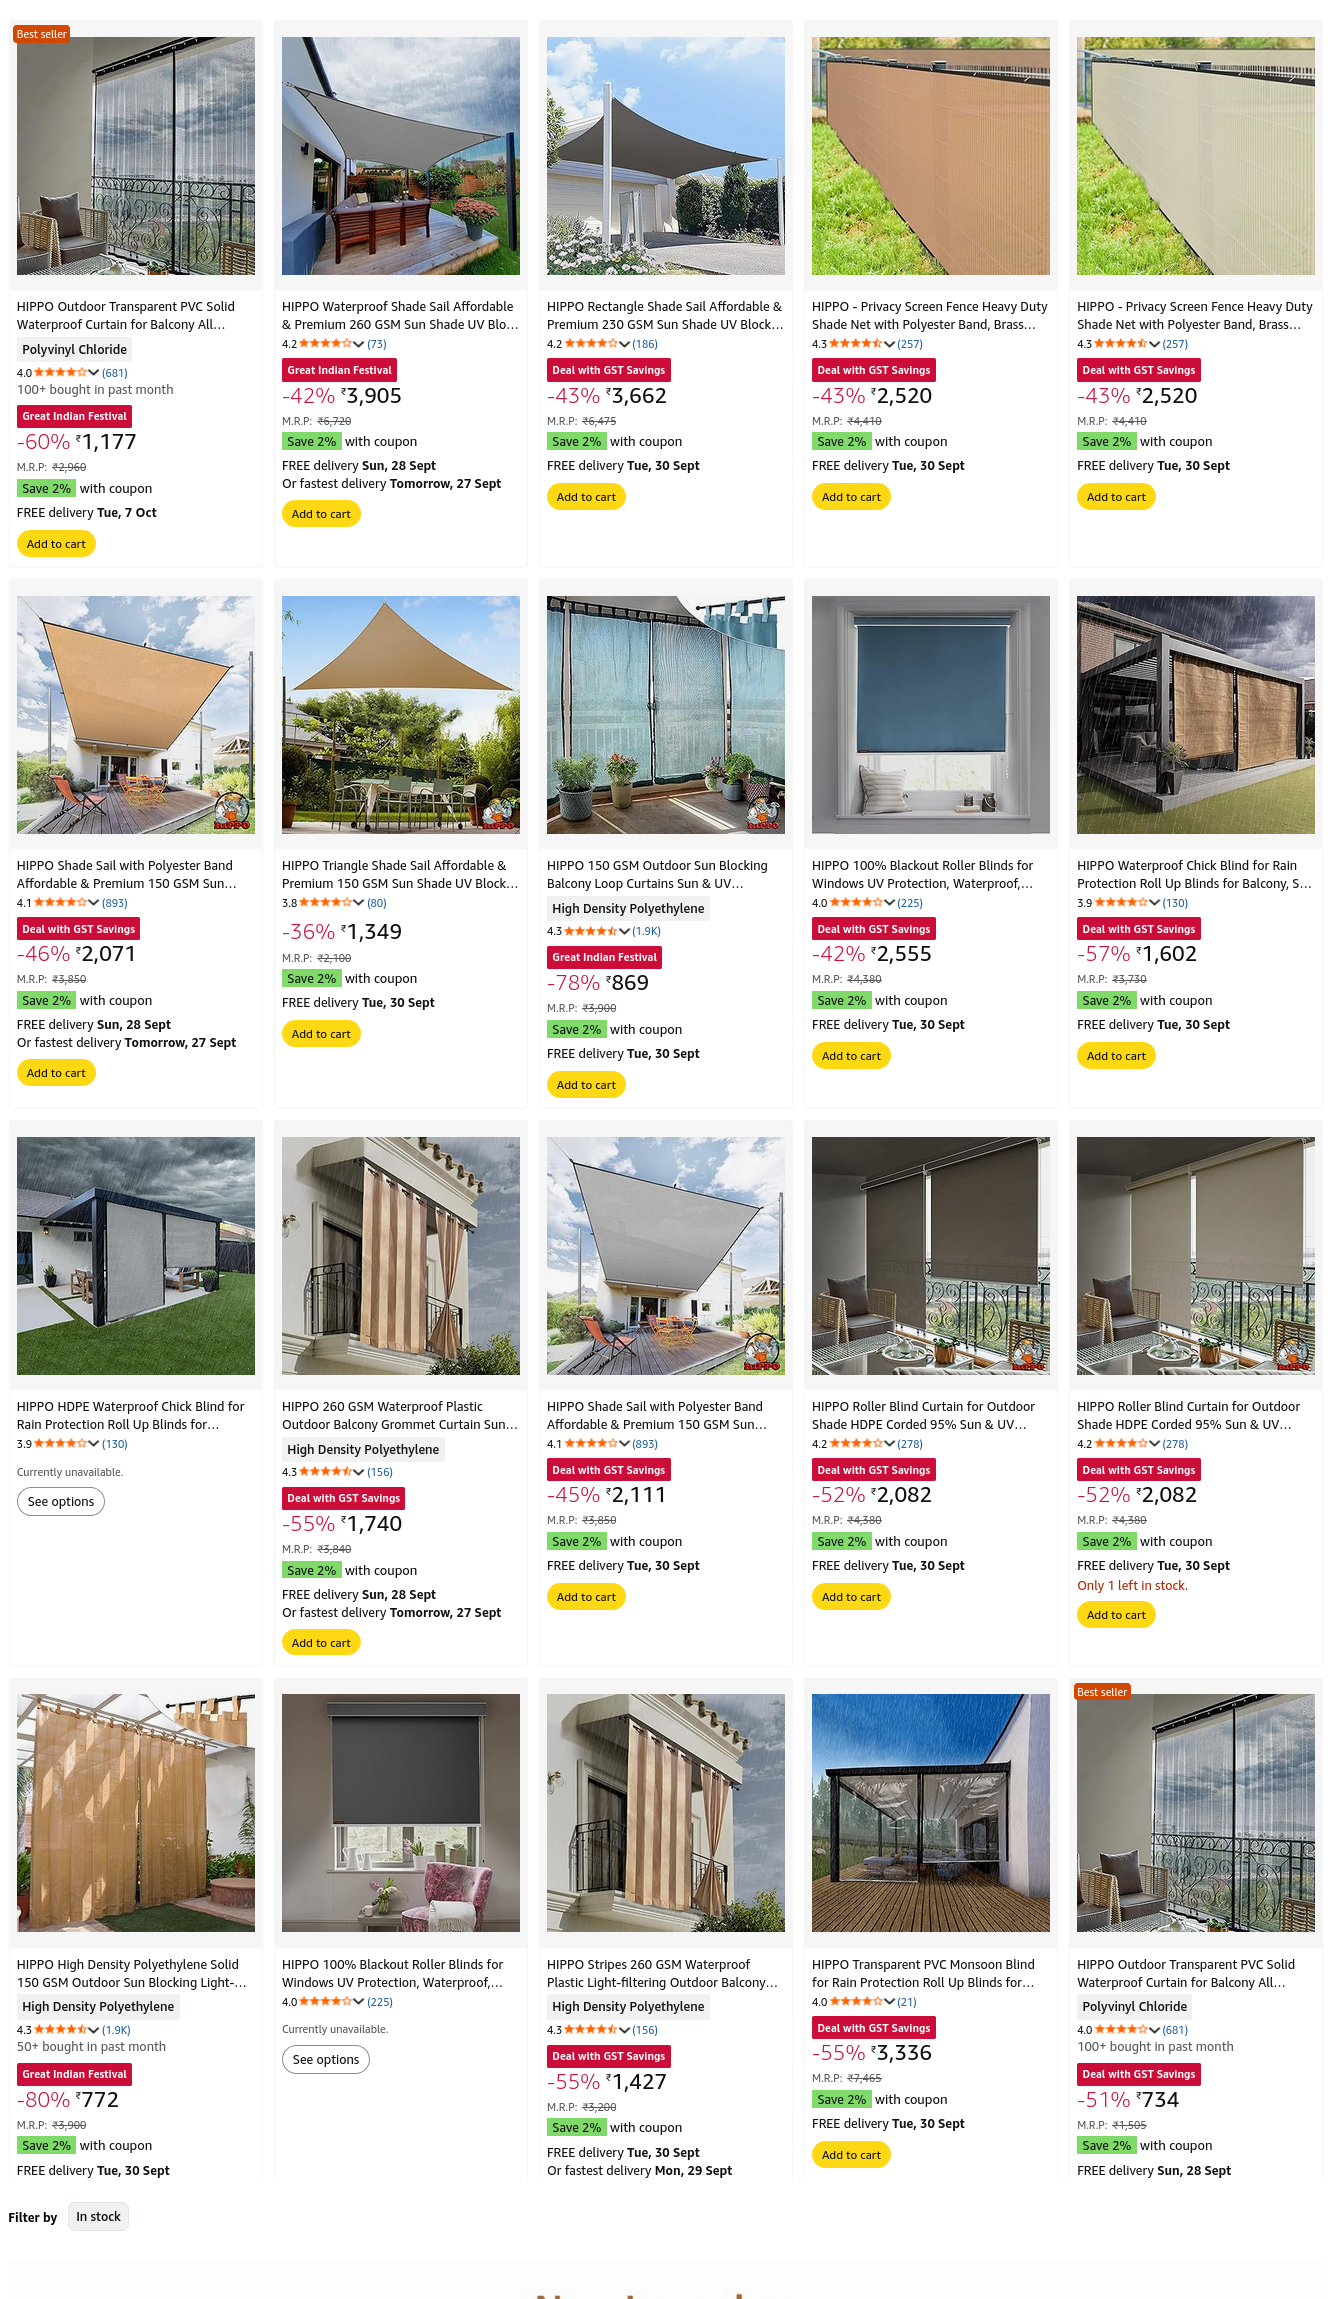 Best seller
HIPPO Outdoor Transparent PVC Solid
Waterproof Curtain for Balcony All...
Polyvinyl Chloride
4.0 (681)
100+ bought in past month
Great Indian Festival
-60% ₹1,177
M.R.P: ₹2,960
Save 2% with coupon
FREE delivery Tue, 7 Oct
Add to cart
HIPPO Waterproof Shade Sail Affordable
& Premium 260 GSM Sun Shade UV Blo...
4.2 (73)
Great Indian Festival
-42% ₹3,905
M.R.P: ₹6,720
Save 2% with coupon
FREE delivery Sun, 28 Sept
Or fastest delivery Tomorrow, 27 Sept
Add to cart
HIPPO Rectangle Shade Sail Affordable &
Premium 230 GSM Sun Shade UV Block...
4.2 (186)
Deal with GST Savings
-43% ₹3,662
M.R.P: ₹6,475
Save 2% with coupon
FREE delivery Tue, 30 Sept
Add to cart
HIPPO - Privacy Screen Fence Heavy Duty
Shade Net with Polyester Band, Brass...
4.3 (257)
Deal with GST Savings
-43% ₹2,520
M.R.P: ₹4,410
Save 2% with coupon
FREE delivery Tue, 30 Sept
Add to cart
HIPPO - Privacy Screen Fence Heavy Duty
Shade Net with Polyester Band, Brass...
4.3 (257)
Deal with GST Savings
-43% ₹2,520
M.R.P: ₹4,410
Save 2% with coupon
FREE delivery Tue, 30 Sept
Add to cart
HIPPO
HIPPO Shade Sail with Polyester Band
Affordable & Premium 150 GSM Sun...
4.1 (893)
Deal with GST Savings
-46% ₹2,071
M.R.P: ₹3,850
Save 2% with coupon
FREE delivery Sun, 28 Sept
Or fastest delivery Tomorrow, 27 Sept
Add to cart
HIPPO
HIPPO Triangle Shade Sail Affordable &
Premium 150 GSM Sun Shade UV Block...
3.8 (80)
-36% ₹1,349
M.R.P: ₹2,100
Save 2% with coupon
FREE delivery Tue, 30 Sept
Add to cart
HIPPO
HIPPO 150 GSM Outdoor Sun Blocking
Balcony Loop Curtains Sun & UV...
High Density Polyethylene
4.3 (1.9K)
Great Indian Festival
-78% ₹869
M.R.P: ₹3,900
Save 2% with coupon
FREE delivery Tue, 30 Sept
Add to cart
HIPPO 100% Blackout Roller Blinds for
Windows UV Protection, Waterproof,...
4.0 (225)
Deal with GST Savings
-42% ₹2,555
M.R.P: ₹4,380
Save 2% with coupon
FREE delivery Tue, 30 Sept
Add to cart
HIPPO Waterproof Chick Blind for Rain
Protection Roll Up Blinds for Balcony, S...
3.9 (130)
Deal with GST Savings
-57% ₹1,602
M.R.P: ₹3,730
Save 2% with coupon
FREE delivery Tue, 30 Sept
Add to cart
HIPPO HDPE Waterproof Chick Blind for
Rain Protection Roll Up Blinds for...
3.9 (130)
Currently unavailable.
See options
HIPPO 260 GSM Waterproof Plastic
Outdoor Balcony Grommet Curtain Sun...
High Density Polyethylene
4.3 (156)
Deal with GST Savings
-55% ₹1,740
M.R.P: ₹3,840
Save 2% with coupon
FREE delivery Sun, 28 Sept
Or fastest delivery Tomorrow, 27 Sept
Add to cart
HIPPO
HIPPO Shade Sail with Polyester Band
Affordable & Premium 150 GSM Sun...
4.1 (893)
Deal with GST Savings
-45% ₹2,111
M.R.P: ₹3,850
Save 2% with coupon
FREE delivery Tue, 30 Sept
Add to cart
HIPPO
HIPPO Roller Blind Curtain for Outdoor
Shade HDPE Corded 95% Sun & UV...
4.2 (278)
Deal with GST Savings
-52% ₹2,082
M.R.P: ₹4,380
Save 2% with coupon
FREE delivery Tue, 30 Sept
Add to cart
HIPPO
HIPPO Roller Blind Curtain for Outdoor
Shade HDPE Corded 95% Sun & UV...
4.2 (278)
Deal with GST Savings
-52% ₹2,082
M.R.P: ₹4,380
Save 2% with coupon
FREE delivery Tue, 30 Sept
Only 1 left in stock.
Add to cart
HIPPO High Density Polyethylene Solid
150 GSM Outdoor Sun Blocking Light-...
High Density Polyethylene
4.3 (1.9K)
50+ bought in past month
Great Indian Festival
-80% ₹772
M.R.P: ₹3,900
Save 2% with coupon
FREE delivery Tue, 30 Sept
HIPPO 100% Blackout Roller Blinds for
Windows UV Protection, Waterproof,...
4.0 (225)
Currently unavailable.
See options
HIPPO Stripes 260 GSM Waterproof
Plastic Light-filtering Outdoor Balcony...
High Density Polyethylene
4.3 (156)
Deal with GST Savings
-55% ₹1,427
M.R.P: ₹3,200
Save 2% with coupon
FREE delivery Tue, 30 Sept
Or fastest delivery Mon, 29 Sept
HIPPO Transparent PVC Monsoon Blind
for Rain Protection Roll Up Blinds for...
4.0 (21)
Deal with GST Savings
-55% ₹3,336
M.R.P: ₹7,465
Save 2% with coupon
FREE delivery Tue, 30 Sept
Add to cart
Best seller
HIPPO Outdoor Transparent PVC Solid
Waterproof Curtain for Balcony All...
Polyvinyl Chloride
4.0 (681)
100+ bought in past month
Deal with GST Savings
-51% ₹734
M.R.P: ₹1,505
Save 2% with coupon
FREE delivery Sun, 28 Sept
Filter by In stock